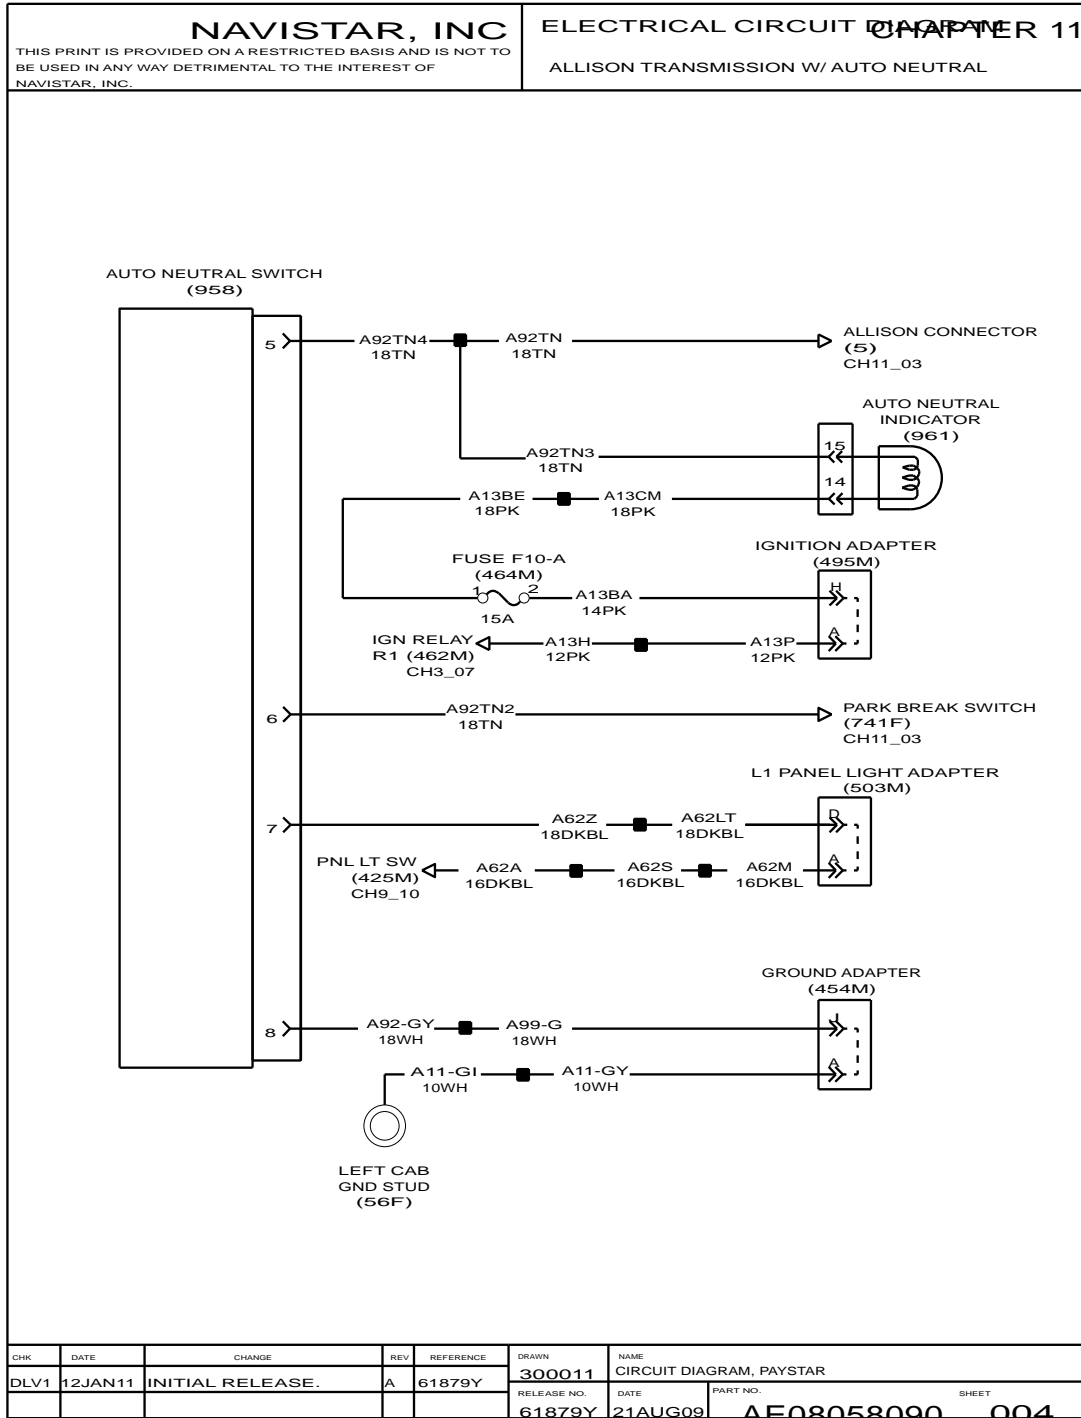 NAVISTAR, INC
THIS PRINT IS PROVIDED ON A RESTRICTED BASIS AND IS NOT TO
BE USED IN ANY WAY DETRIMENTAL TO THE INTEREST OF
NAVISTAR, INC.
ELECTRICAL CIRCUIT DIAGRAM
CHAPTER 11
ALLISON TRANSMISSION W/ AUTO NEUTRAL
AUTO NEUTRAL SWITCH
(958)
5
A92TN4
18TN
A92TN
18TN
ALLISON CONNECTOR
(5)
CH11_03
AUTO NEUTRAL
INDICATOR
(961)
A92TN3
18TN
15
A13BE
18PK
A13CM
18PK
14
FUSE F10-A
(464M)
1
2
15A
A13BA
14PK
IGNITION ADAPTER
(495M)
H
IGN RELAY
R1 (462M)
CH3_07
A13H
12PK
A13P
12PK
A
6
A92TN2
18TN
PARK BREAK SWITCH
(741F)
CH11_03
L1 PANEL LIGHT ADAPTER
(503M)
7
A62Z
18DKBL
A62LT
18DKBL
D
PNL LT SW
(425M)
CH9_10
A62A
16DKBL
A62S
16DKBL
A62M
16DKBL
A
GROUND ADAPTER
(454M)
8
A92-GY
18WH
A99-G
18WH
J
A11-GI
10WH
A11-GY
10WH
A
LEFT CAB
GND STUD
(56F)
CHK DATE CHANGE REV REFERENCE
DLV1 12JAN11 INITIAL RELEASE. A 61879Y
DRAWN
300011
NAME
CIRCUIT DIAGRAM, PAYSTAR
RELEASE NO.
61879Y
DATE
21AUG09
PART NO.
AE08058090
SHEET
004